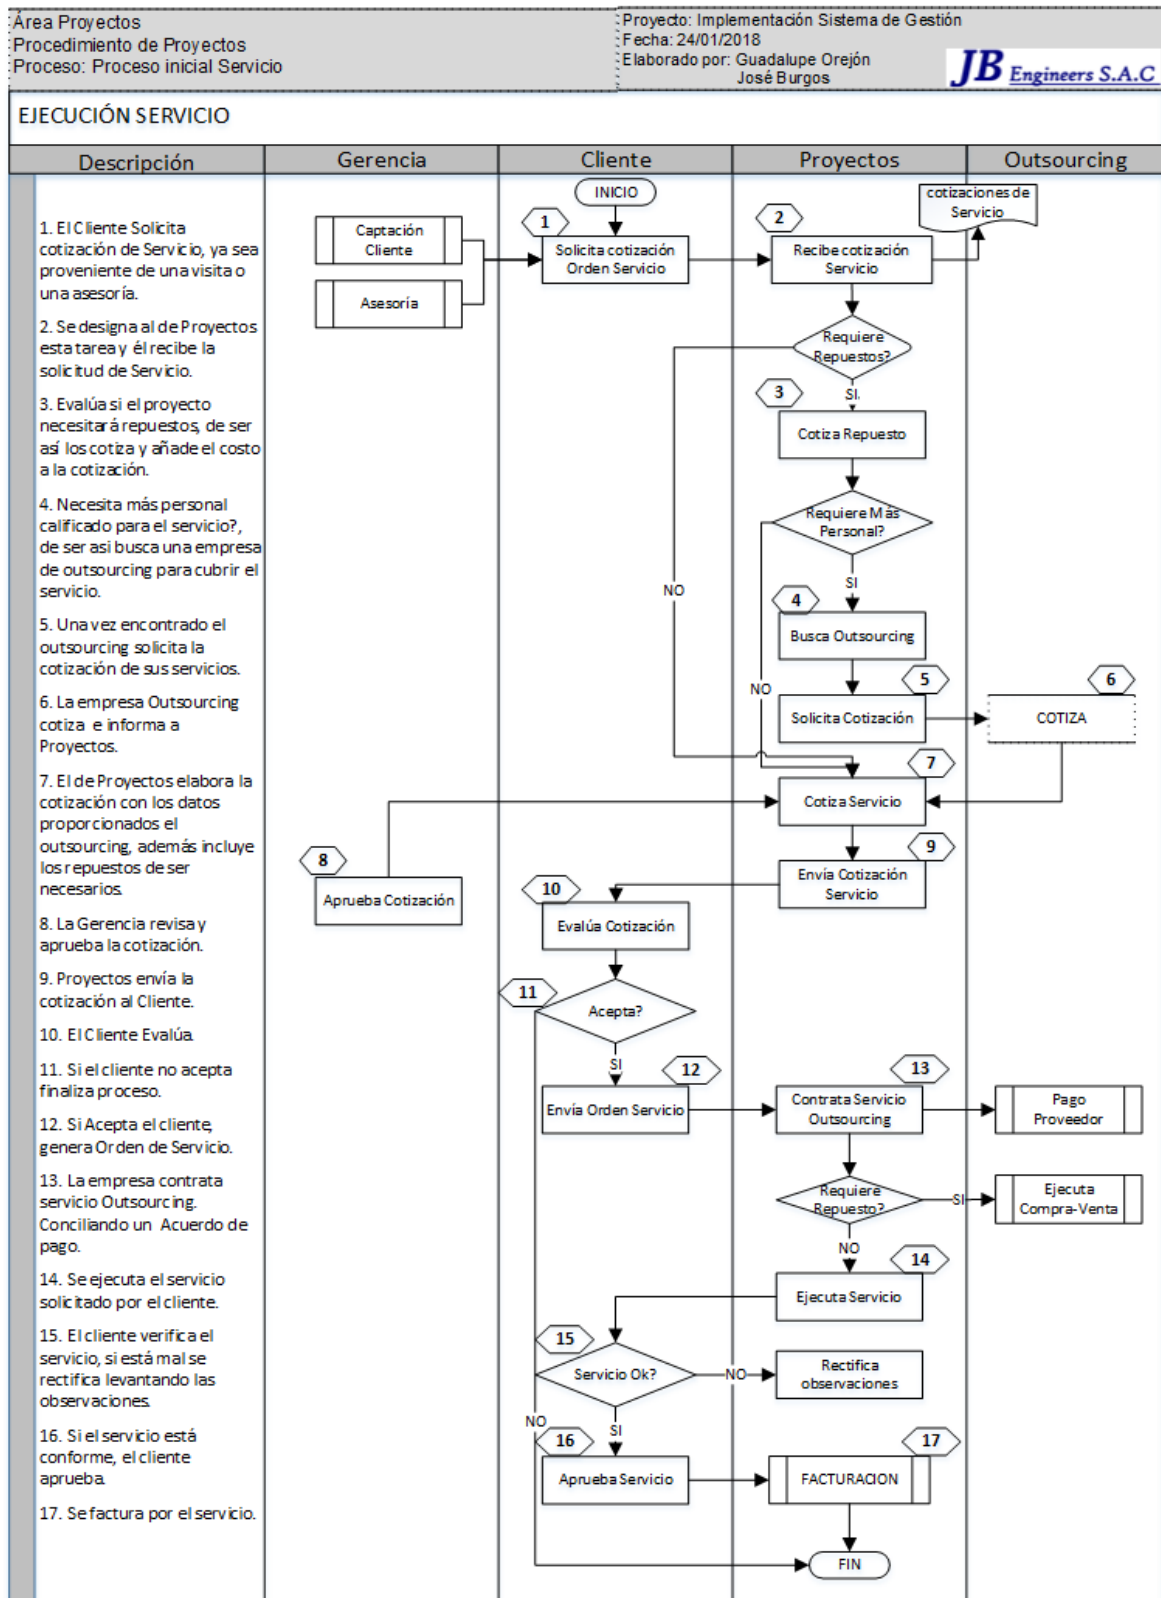 Área Proyectos
Procedimiento de Proyectos
Proceso: Proceso inicial Servicio
Proyecto: Implementación Sistema de Gestión
Fecha: 24/01/2018
Elaborado por: Guadalupe Orejón
José Burgos
JB Engineers S.A.C
EJECUCIÓN SERVICIO
Descripción
Gerencia
Cliente
Proyectos
Outsourcing
1. El Cliente Solicita
cotización de Servicio, ya sea
proveniente de una visita o
una asesoría.
2. Se designa al de Proyectos
esta tarea y él recibe la
solicitud de Servicio.
3. Evalúa si el proyecto
necesitará repuestos, de ser
así los cotiza y añade el costo
a la cotización.
4. Necesita más personal
calificado para el servicio?,
de ser asi busca una empresa
de outsourcing para cubrir el
servicio.
5. Una vez encontrado el
outsourcing solicita la
cotización de sus servicios.
6. La empresa Outsourcing
cotiza e informa a
Proyectos.
7. El de Proyectos elabora la
cotización con los datos
proporcionados el
outsourcing, además incluye
los repuestos de ser
necesarios.
8. La Gerencia revisa y
aprueba la cotización.
9. Proyectos envía la
cotización al Cliente.
10. El Cliente Evalúa.
11. Si el cliente no acepta
finaliza proceso.
12. Si Acepta el cliente,
genera Orden de Servicio.
13. La empresa contrata
servicio Outsourcing.
Conciliando un Acuerdo de
pago.
14. Se ejecuta el servicio
solicitado por el cliente.
15. El cliente verifica el
servicio, si está mal se
rectifica levantando las
observaciones.
16. Si el servicio está
conforme, el cliente
aprueba.
17. Se factura por el servicio.
INICIO
cotizaciones de
Servicio
1
2
Captación
Cliente
Solicita cotización
Orden Servicio
Recibe cotización
Servicio
Asesoría
Requiere
Repuestos?
SI
3
Cotiza Repuesto
Requiere Más
Personal?
NO
SI
4
Busca Outsourcing
NO
5
6
Solicita Cotización
COTIZA
7
Cotiza Servicio
8
9
Aprueba Cotización
Envía Cotización
Servicio
10
Evalúa Cotización
11
Acepta?
SI
12
13
Envía Orden Servicio
Contrata Servicio
Outsourcing
Pago
Proveedor
Requiere
Repuesto?
SI
Ejecuta
Compra-Venta
NO
14
Ejecuta Servicio
15
Servicio Ok?
NO
Rectifica
observaciones
NO
SI
16
17
Aprueba Servicio
FACTURACION
FIN